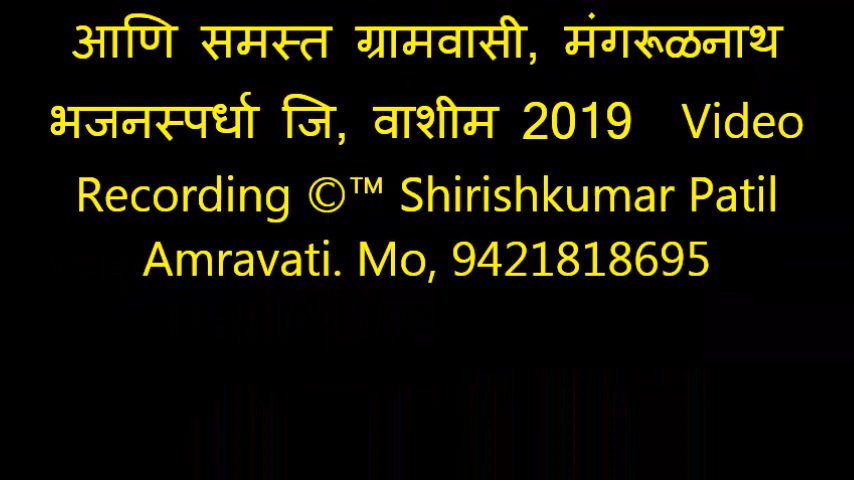 आणि समस्त ग्रामवासी, मंगरूळनाथ
भजनस्पर्धा जि, वाशीम 2019 Video
Recording ©™ Shirishkumar Patil
Amravati. Mo, 9421818695